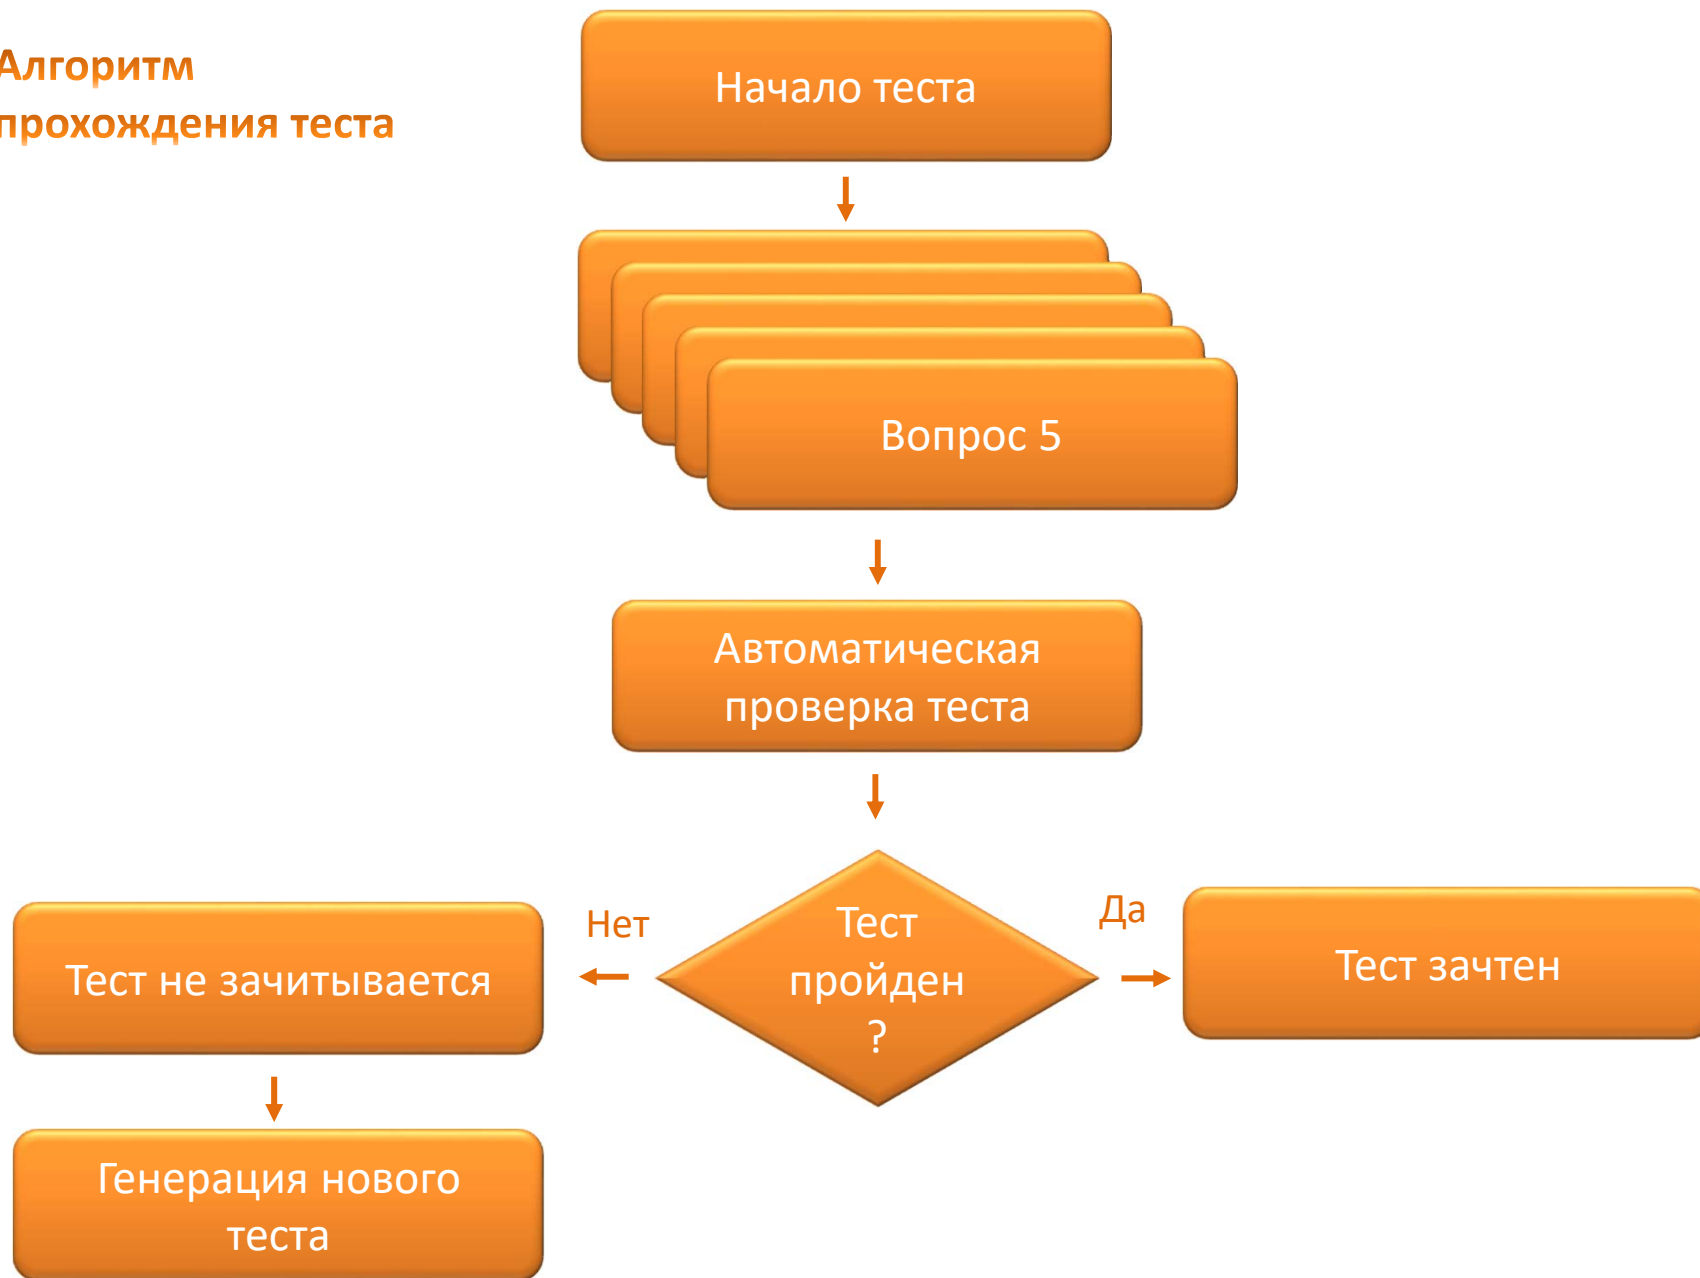 Алгоритм
прохождения теста
Начало теста
Вопрос 5
Автоматическая
проверка теста
Тест
пройден
?
Нет
Да
Тест не зачитывается
Тест зачтен
Генерация нового
теста